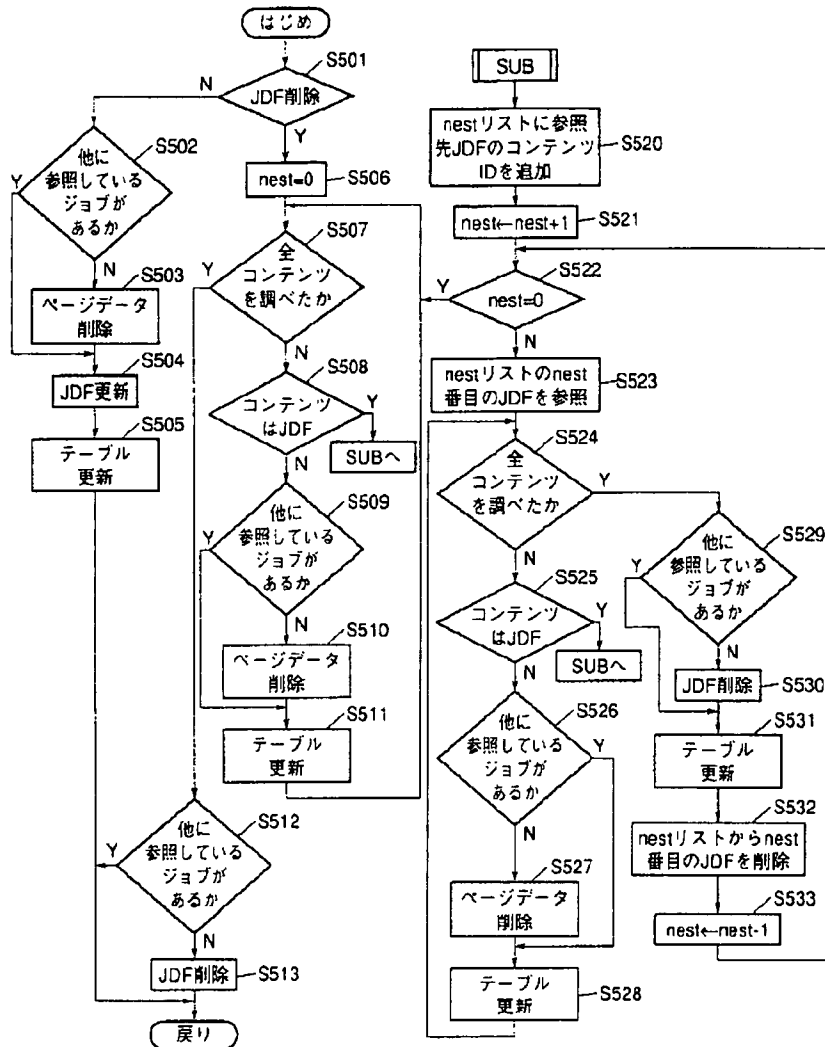 はじめ
S501
JDF削除
N
Y
S502
他に
参照している
ジョブが
あるか
Y
N
S503
ページデータ
削除
S504
JDF更新
S505
テーブル
更新
nest=0
S506
S507
全
コンテンツ
を調べたか
Y
N
S508
コンテンツ
はJDF
Y
SUBへ
N
S509
他に
参照している
ジョブが
あるか
Y
N
S510
ページデータ
削除
S511
テーブル
更新
S512
他に
参照している
ジョブが
あるか
Y
N
JDF削除
S513
戻り
SUB
nestリストに参照
先JDFのコンテンツ
IDを追加
S520
nest←nest+1
S521
S522
nest=0
Y
N
nestリストのnest
番目のJDFを参照
S523
S524
全
コンテンツ
を調べたか
Y
N
S525
コンテンツ
はJDF
Y
SUBへ
N
S526
他に
参照している
ジョブが
あるか
Y
N
S527
ページデータ
削除
テーブル
更新
S528
S529
他に
参照している
ジョブが
あるか
Y
N
JDF削除
S530
S531
テーブル
更新
S532
nestリストからnest
番目のJDFを削除
S533
nest←nest-1